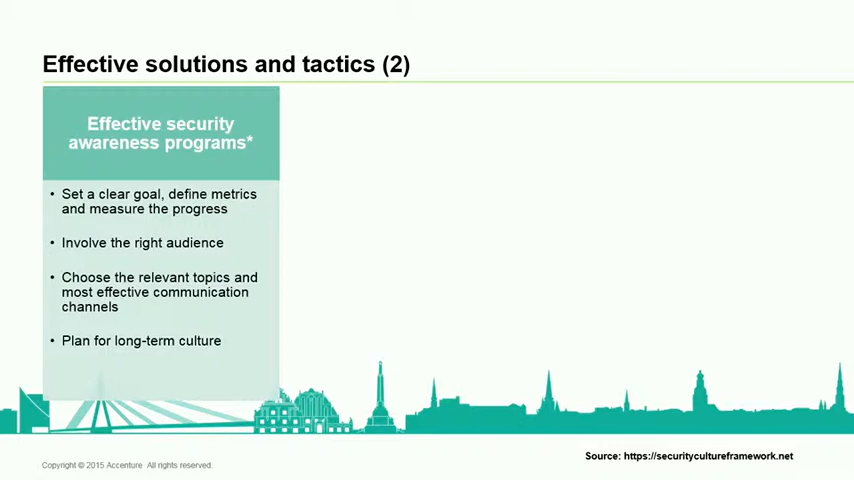 Effective solutions and tactics (2)
Effective security
awareness programs*
• Set a clear goal, define metrics
and measure the progress
• Involve the right audience
• Choose the relevant topics and
most effective communication
channels
• Plan for long-term culture
Source: https://securitycultureframework.net
Copyright © 2015 Accenture All rights reserved.